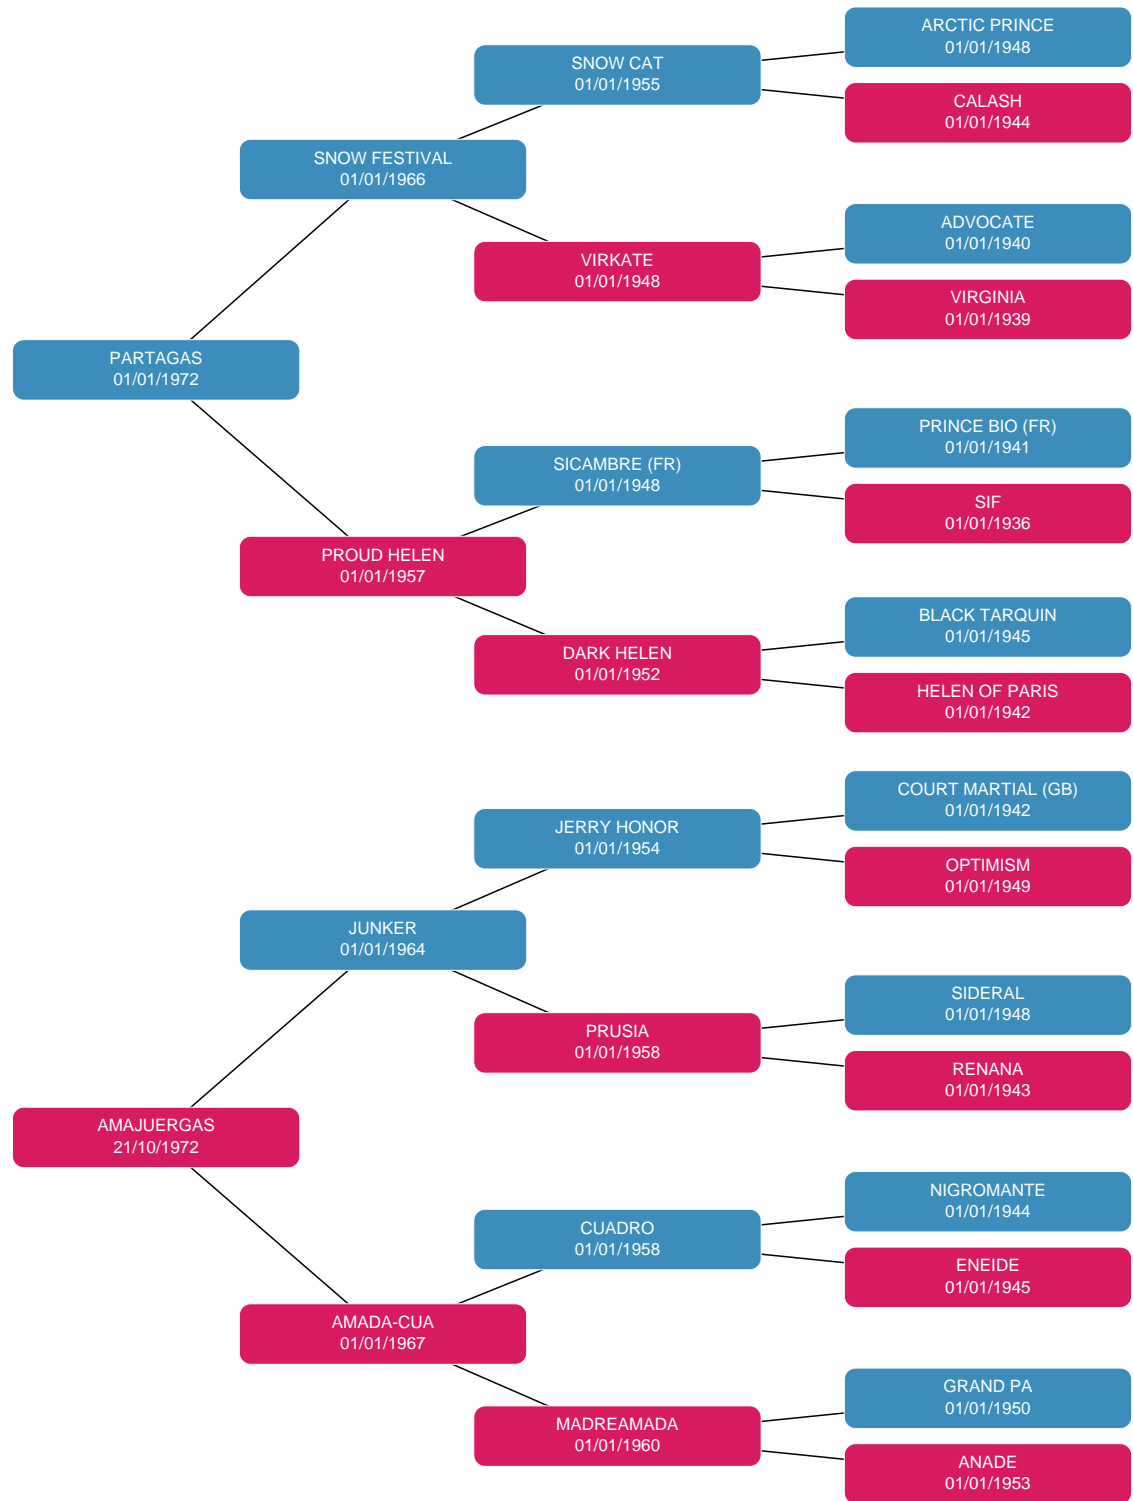 ARCTIC PRINCE
01/01/1948
SNOW CAT
01/01/1955
CALASH
01/01/1944
SNOW FESTIVAL
01/01/1966
ADVOCATE
01/01/1940
VIRKATE
01/01/1948
VIRGINIA
01/01/1939
PARTAGAS
01/01/1972
PRINCE BIO (FR)
01/01/1941
SICAMBRE (FR)
01/01/1948
SIF
01/01/1936
PROUD HELEN
01/01/1957
BLACK TARQUIN
01/01/1945
DARK HELEN
01/01/1952
HELEN OF PARIS
01/01/1942
COURT MARTIAL (GB)
01/01/1942
JERRY HONOR
01/01/1954
OPTIMISM
01/01/1949
JUNKER
01/01/1964
SIDERAL
01/01/1948
PRUSIA
01/01/1958
RENANA
01/01/1943
AMAJUERGAS
21/10/1972
NIGROMANTE
01/01/1944
CUADRO
01/01/1958
ENEIDE
01/01/1945
AMADA-CUA
01/01/1967
GRAND PA
01/01/1950
MADREAMADA
01/01/1960
ANADE
01/01/1953